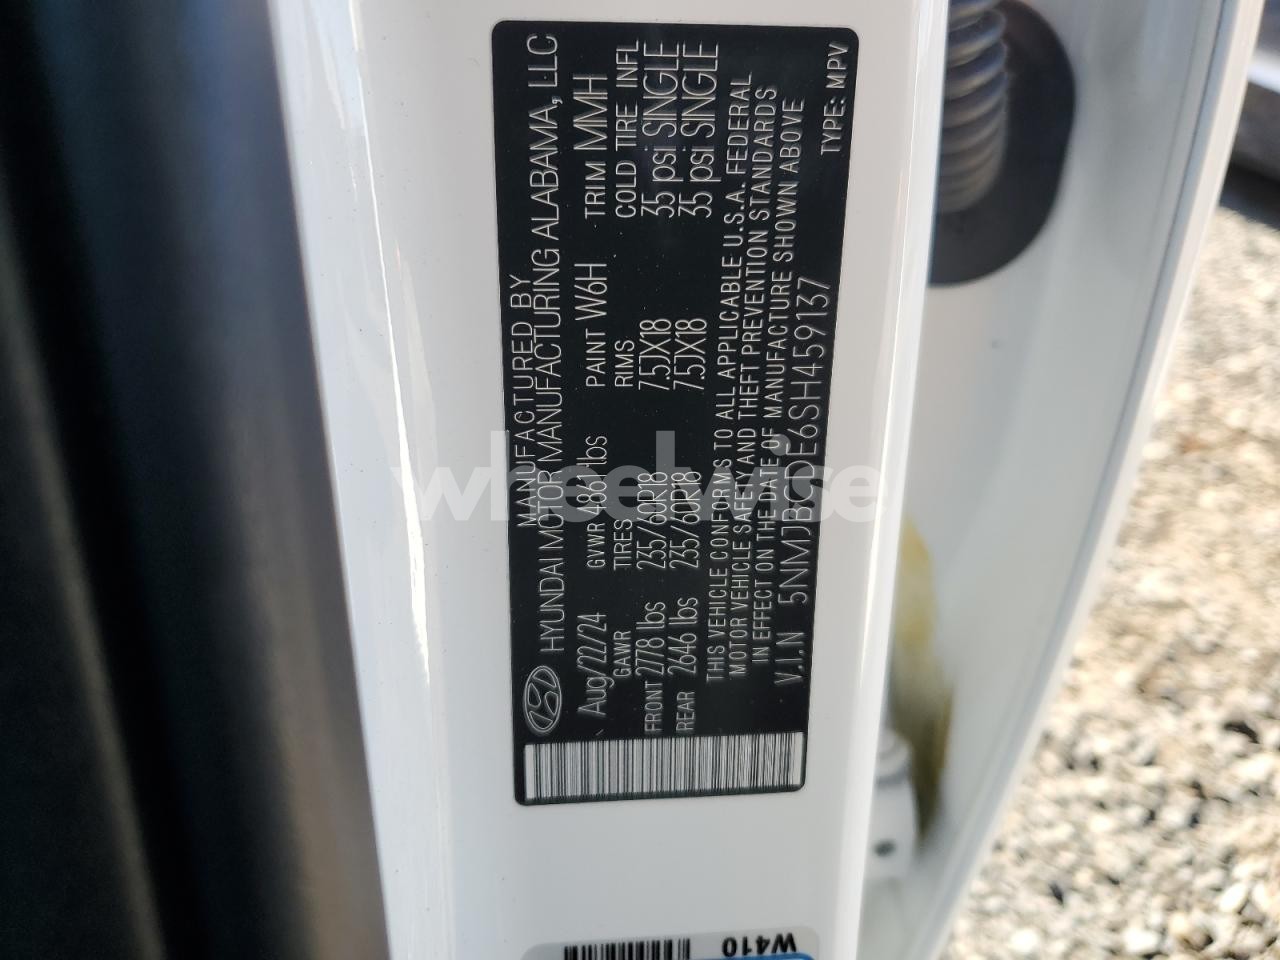 MANUFACTURED BY
HYUNDAI MOTOR MANUFACTURING ALABAMA, LLC
Aug/22/24 GVWR 4861 lbs PAINT W6H TRIM MMH
GAWR TIRES RIMS COLD TIRE INFL
FRONT 2778 lbs 235/60R18 7.5JX18 35 psi SINGLE
REAR 2646 lbs 235/60R18 7.5JX18 35 psi SINGLE
THIS VEHICLE CONFORMS TO ALL APPLICABLE U.S.A. FEDERAL
MOTOR VEHICLE SAFETY AND THEFT PREVENTION STANDARDS
IN EFFECT ON THE DATE OF MANUFACTURE SHOWN ABOVE
V.I.N
TYPE: MPV
wheelwise
W410